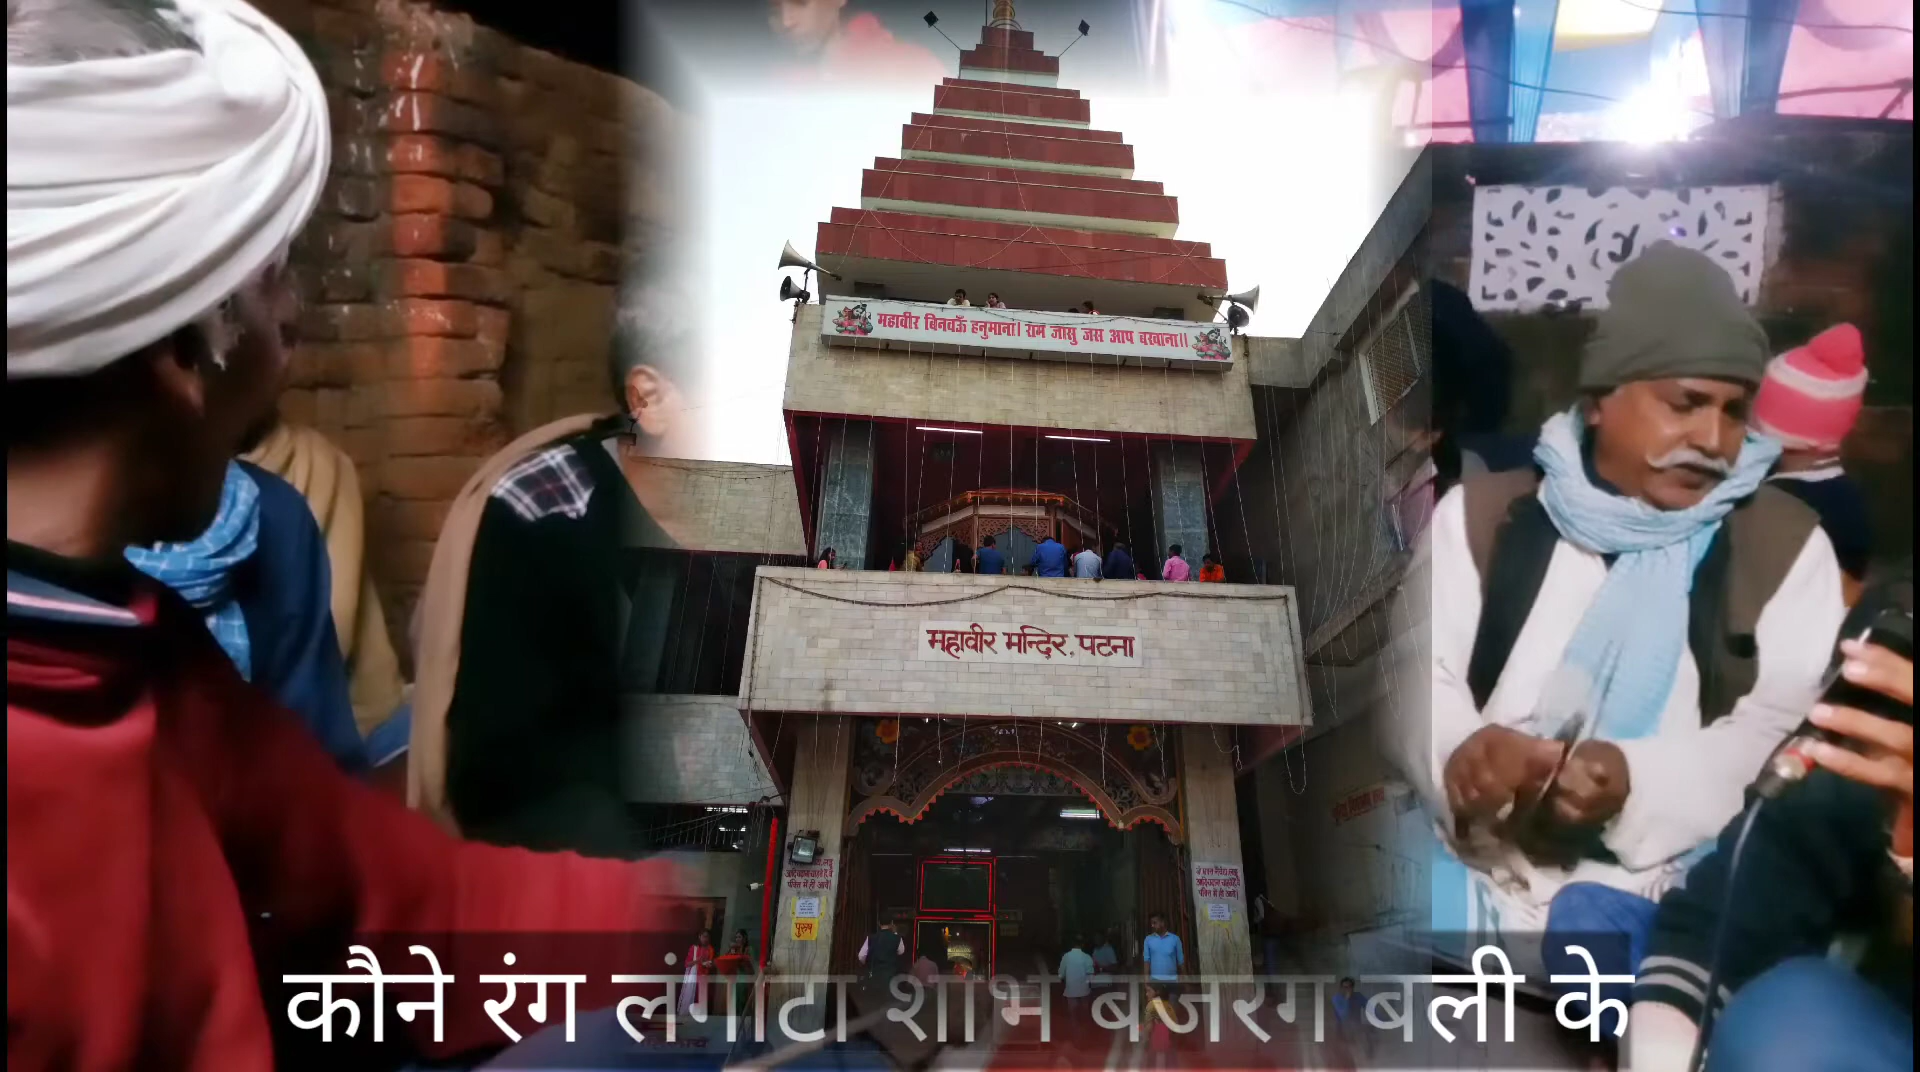 महावीर बिनवऊँ हनुमाना। राम जासु जस आप बखाना॥
महावीर मन्दिर, पटना
पुरुष
कौने रंग लंगोटा शोभे बजरंग बली के